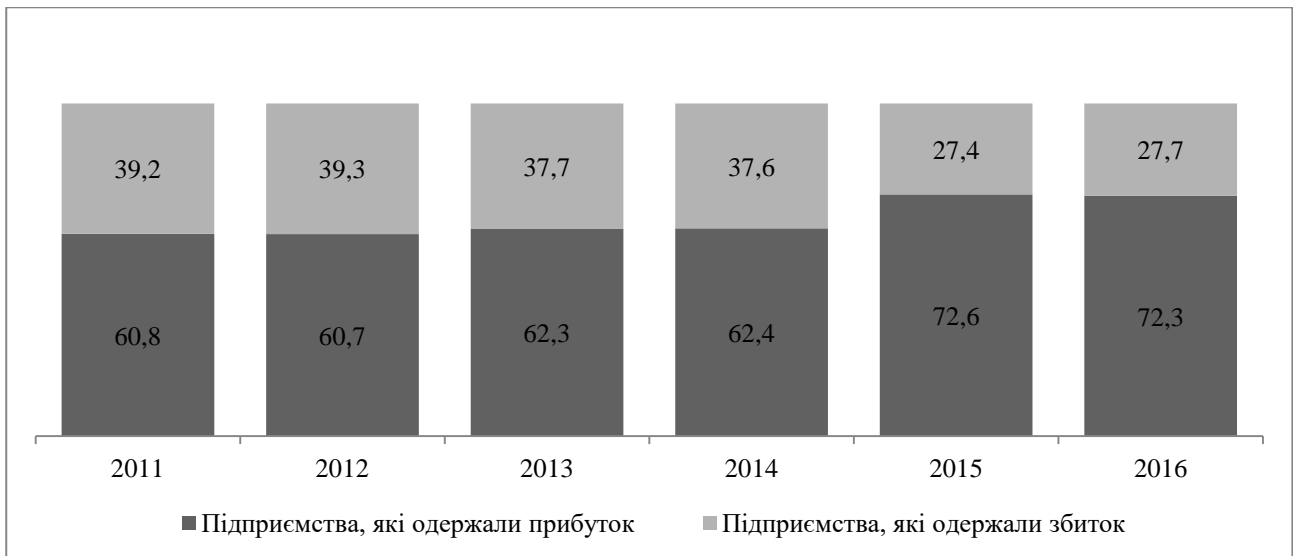 39,2 39,3 37,7 37,6 27,4 27,7
60,8 60,7 62,3 62,4 72,6 72,3
2011 2012 2013 2014 2015 2016
Підприємства, які одержали прибуток Підприємства, які одержали збиток